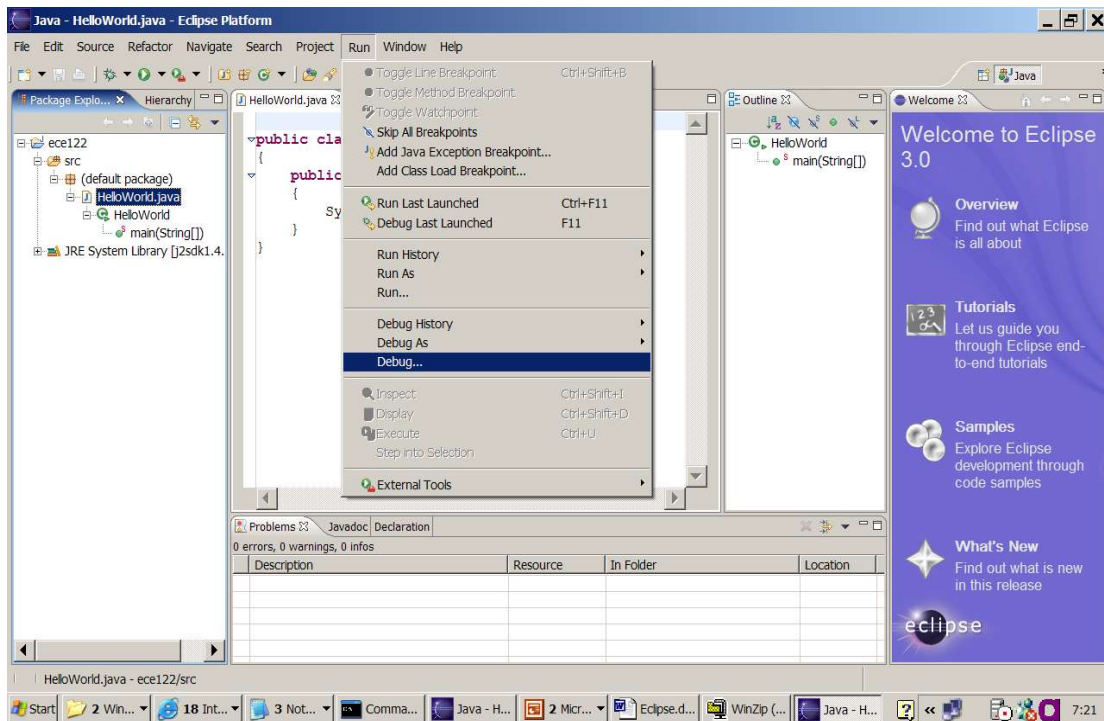 Java - HelloWorld.java - Eclipse Platform
File Edit Source Refactor Navigate Search Project Run Window Help
Java
Package Explo... Hierarchy
ece122
src
(default package)
HelloWorld.java
HelloWorld
main(String[])
JRE System Library [j2sdk1.4.
HelloWorld.java
public cla
{
public
{
Sy
}
}
Toggle Line Breakpoint Ctrl+Shift+B
Toggle Method Breakpoint
Toggle Watchpoint
Skip All Breakpoints
Add Java Exception Breakpoint...
Add Class Load Breakpoint...
Run Last Launched Ctrl+F11
Debug Last Launched F11
Run History
Run As
Run...
Debug History
Debug As
Debug...
Inspect Ctrl+Shift+I
Display Ctrl+Shift+D
Execute Ctrl+U
Step into Selection
External Tools
Outline
HelloWorld
main(String[])
Welcome
Welcome to Eclipse
3.0
Overview
Find out what Eclipse
is all about
Tutorials
Let us guide you
through Eclipse end-
to-end tutorials
Samples
Explore Eclipse
development through
code samples
What's New
Find out what is new
in this release
eclipse
Problems Javadoc Declaration
0 errors, 0 warnings, 0 infos
Description Resource In Folder Location
HelloWorld.java - ece122/src
Start 2 Win... 18 Int... 3 Not... Comma... Java - H... 2 Micr... Eclipse.d... WinZip (... Java - H... 7:21